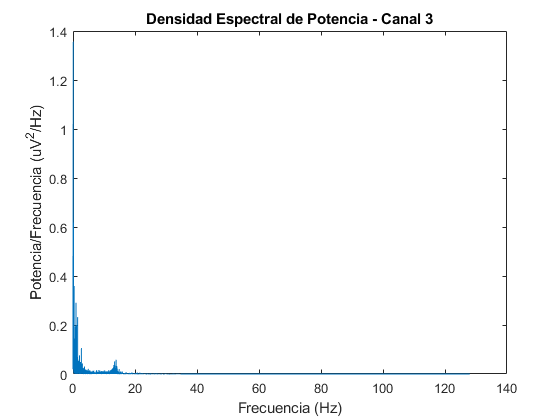 Densidad Espectral de Potencia - Canal 3
1.4
1.2
1
0.8
0.6
0.4
0.2
0
Potencia/Frecuencia (uV²/Hz)
0 20 40 60 80 100 120 140
Frecuencia (Hz)